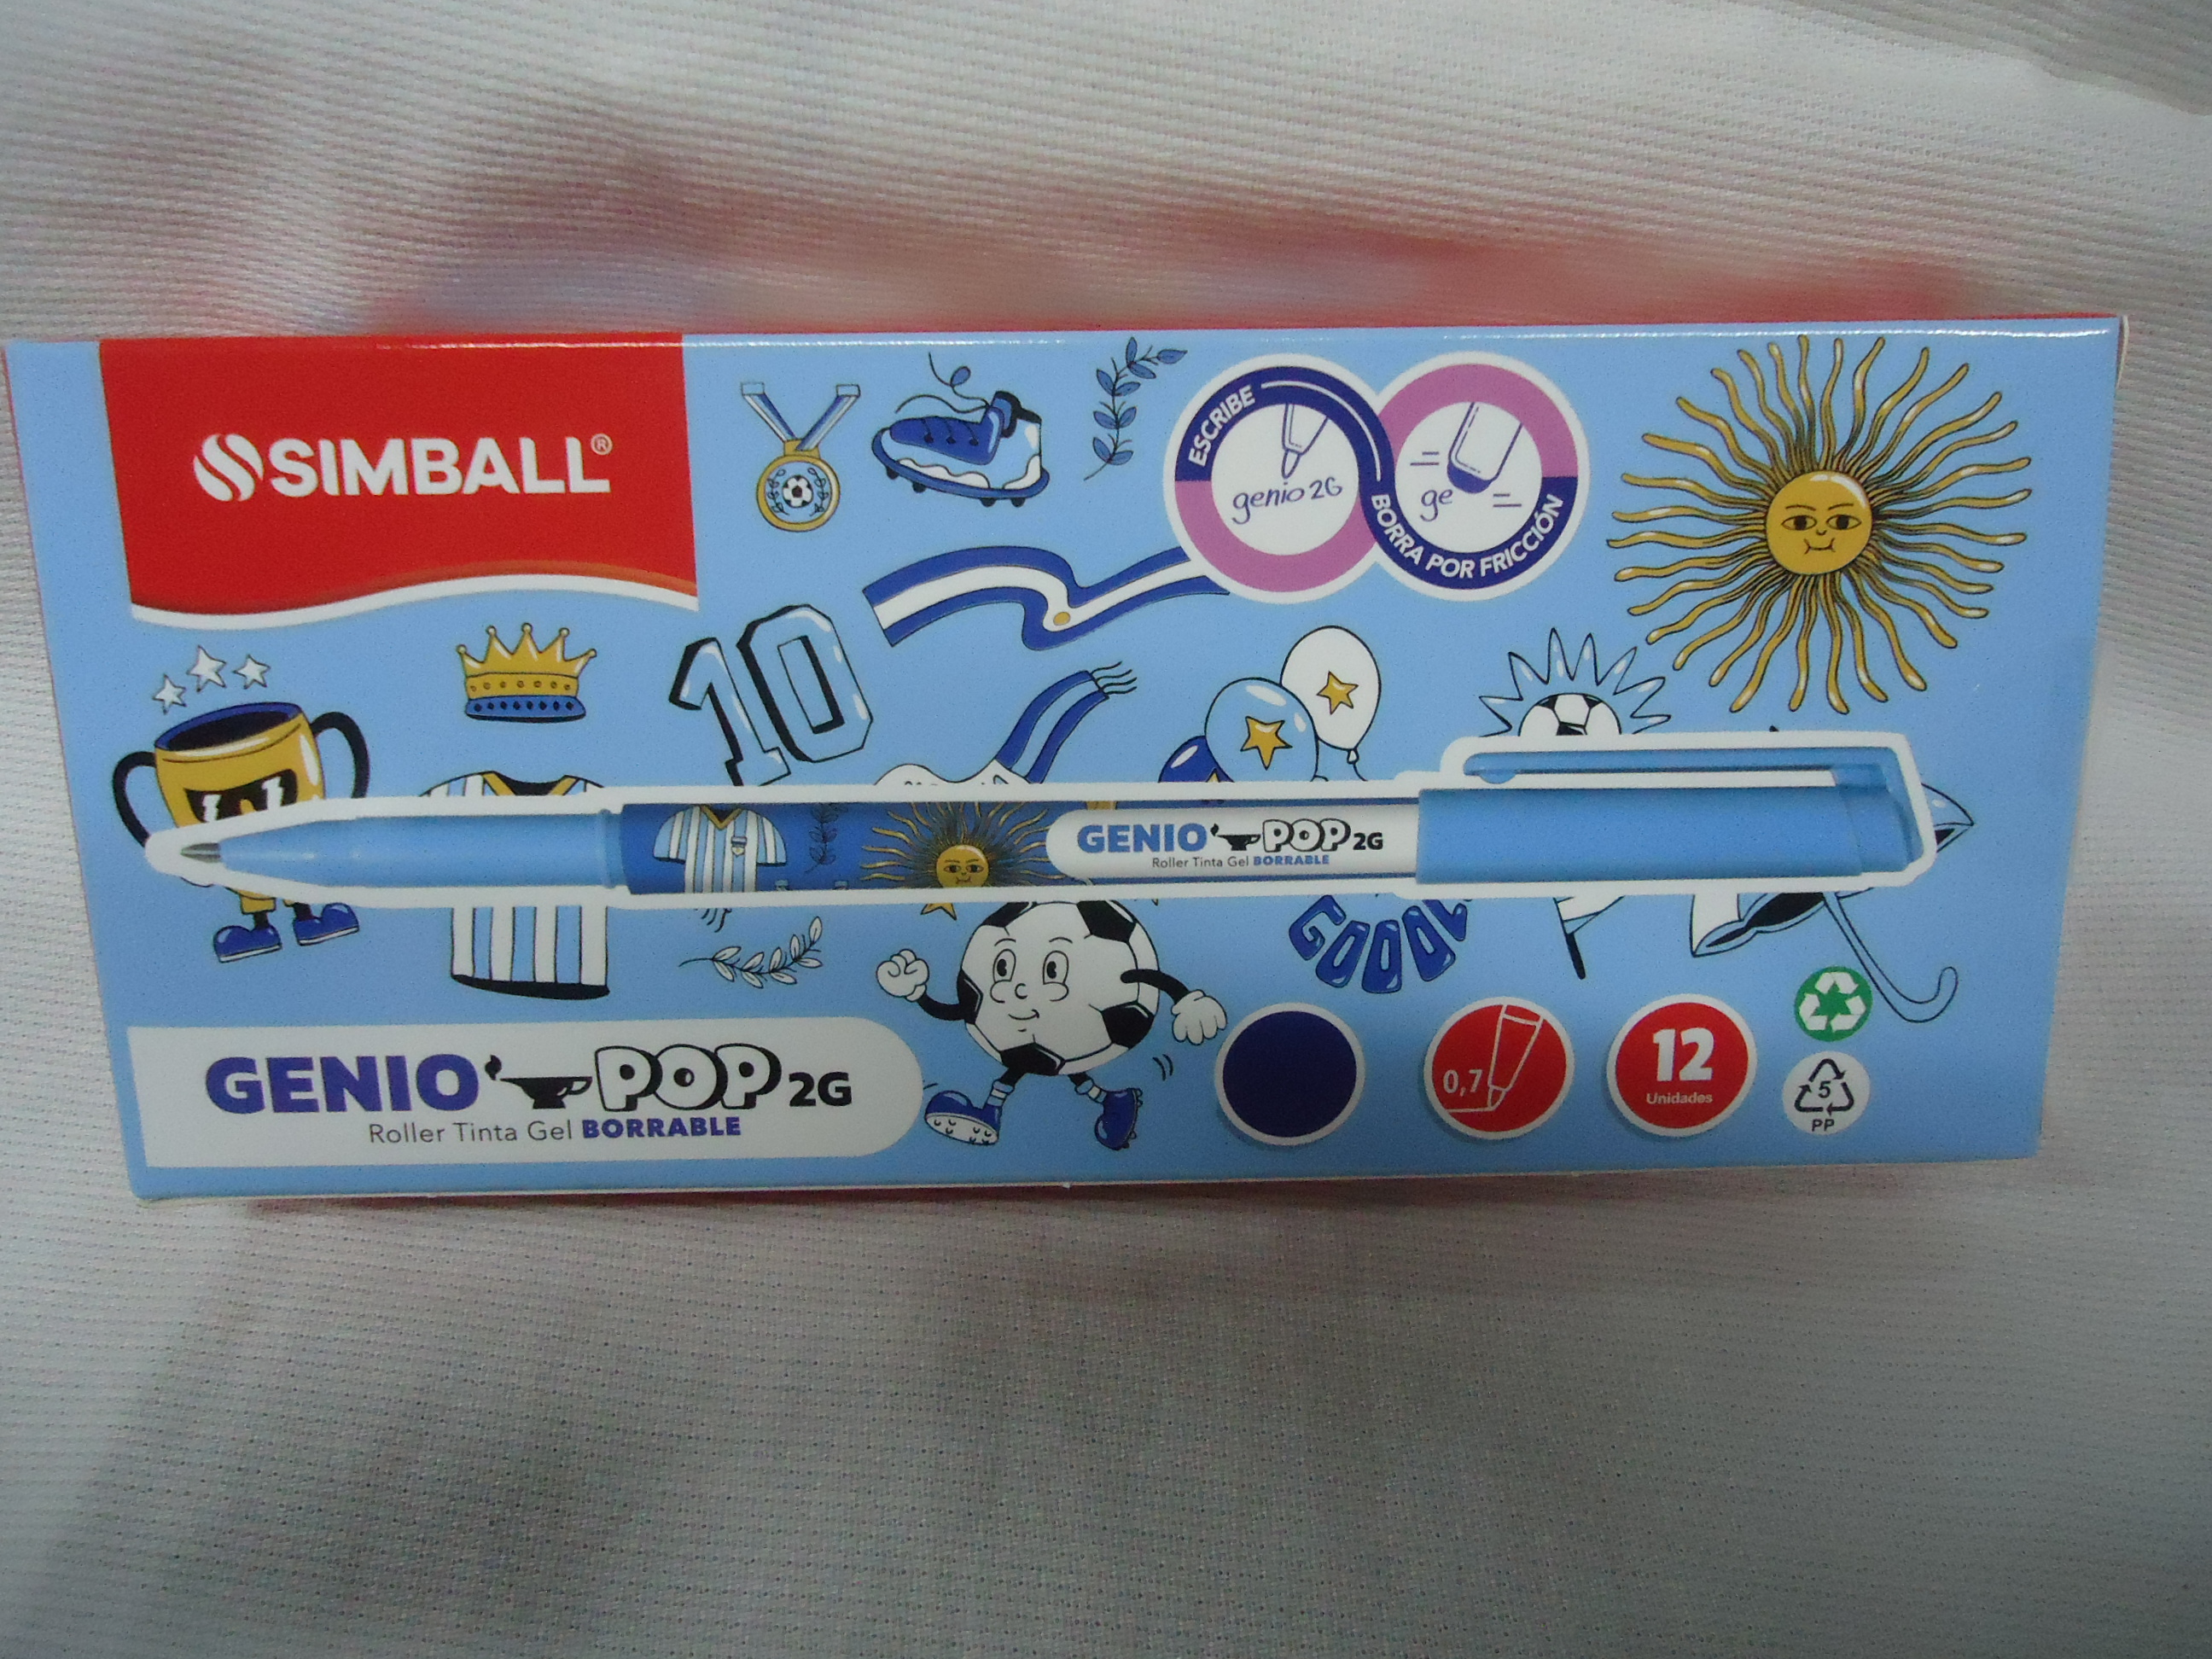 SIMBALL®
ESCRIBE
genio 2G
ge
BORRA POR FRICCIÓN
10
GENIO POP 2G
Roller Tinta Gel BORRABLE
GOOOL
GENIO POP 2G
Roller Tinta Gel BORRABLE
0,7
12
Unidades
5
PP